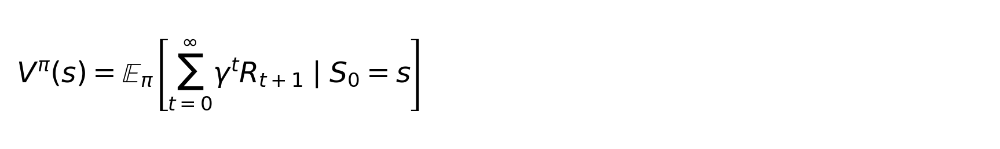 V^π(s) = 𝔼_π [ ∑_{t=0}^{∞} γ^t R_{t+1} | S_0 = s ]